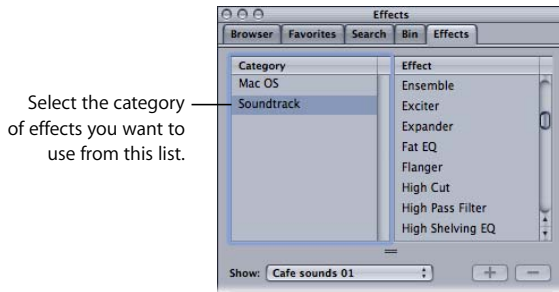 Effects
Browser Favorites Search Bin Effects
Category Effect
Mac OS Ensemble
Soundtrack Exciter
Expander
Fat EQ
Flanger
High Cut
High Pass Filter
High Shelving EQ
Show: Cafe sounds 01
Select the category
of effects you want to
use from this list.